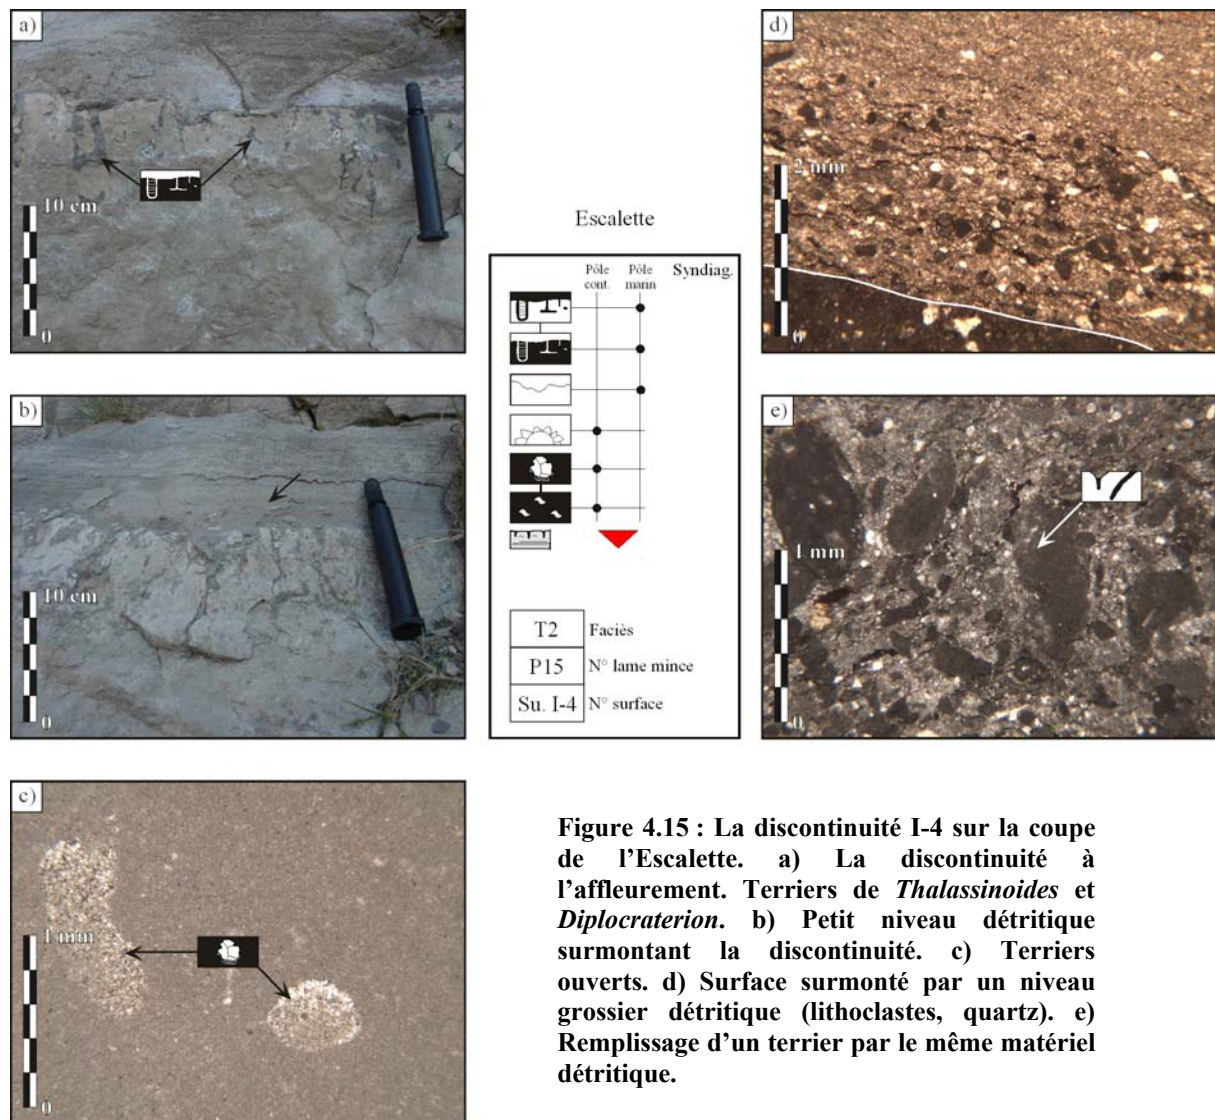 a)
10 cm
0
b)
10 cm
0
c)
1 mm
0
Escalette
Pôle cont.
Pôle marin
Syndiag.
T2 Faciès
P15 N° lame mince
Su. I-4 N° surface
d)
2 mm
0
e)
1 mm
0
Figure 4.15 : La discontinuité I-4 sur la coupe
de l’Escalette. a) La discontinuité à
l’affleurement. Terriers de Thalassinoides et
Diplocraterion. b) Petit niveau détritique
surmontant la discontinuité. c) Terriers
ouverts. d) Surface surmonté par un niveau
grossier détritique (lithoclastes, quartz). e)
Remplissage d’un terrier par le même matériel
détritique.